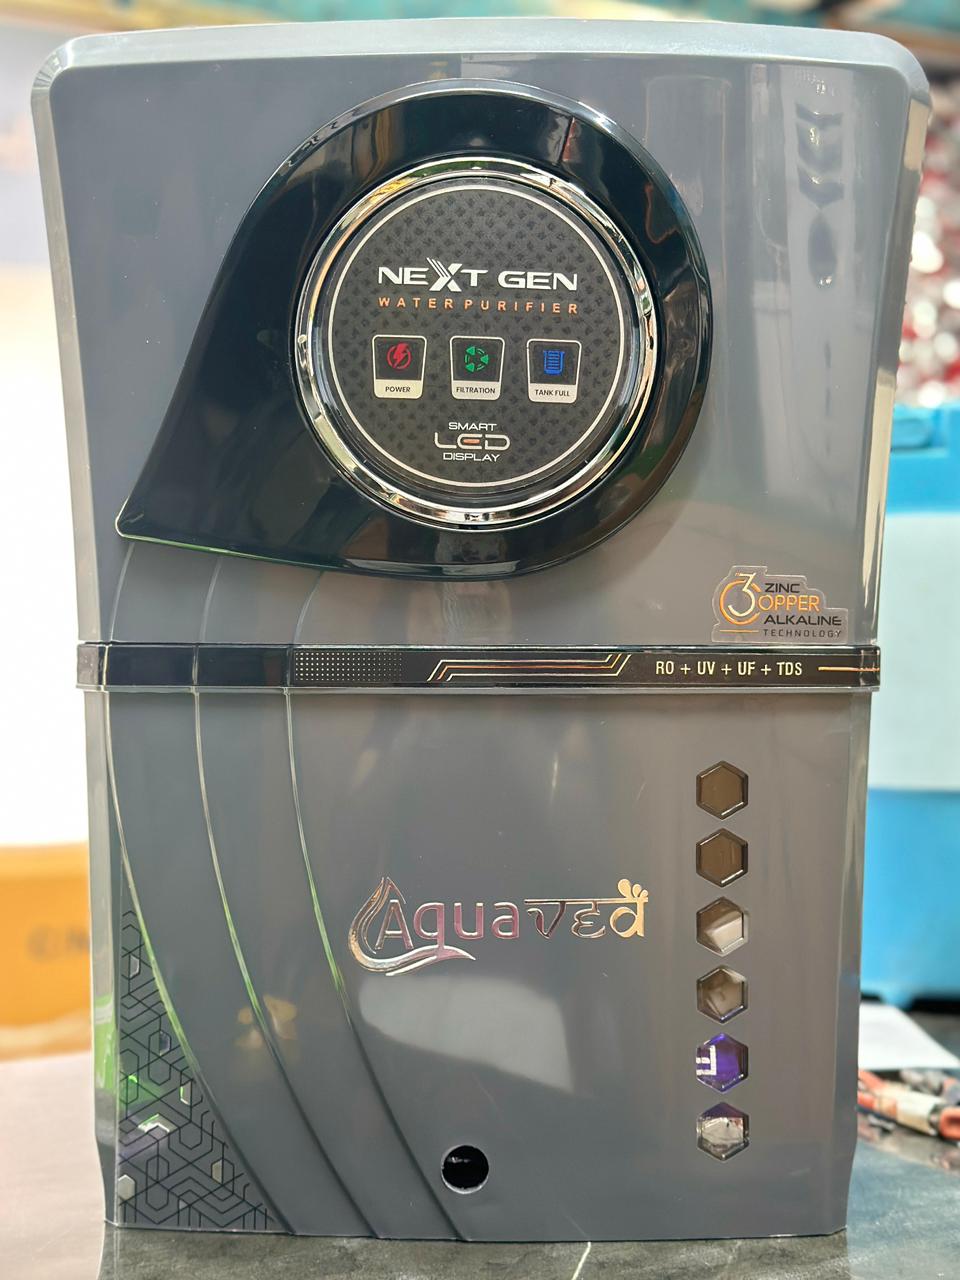 NEXT GEN
WATER PURIFIER
POWER
FILTRATION
TANK FULL
SMART
LED
DISPLAY
3 ZINC
COPPER
ALKALINE
TECHNOLOGY
RO + UV + UF + TDS
Aquaved